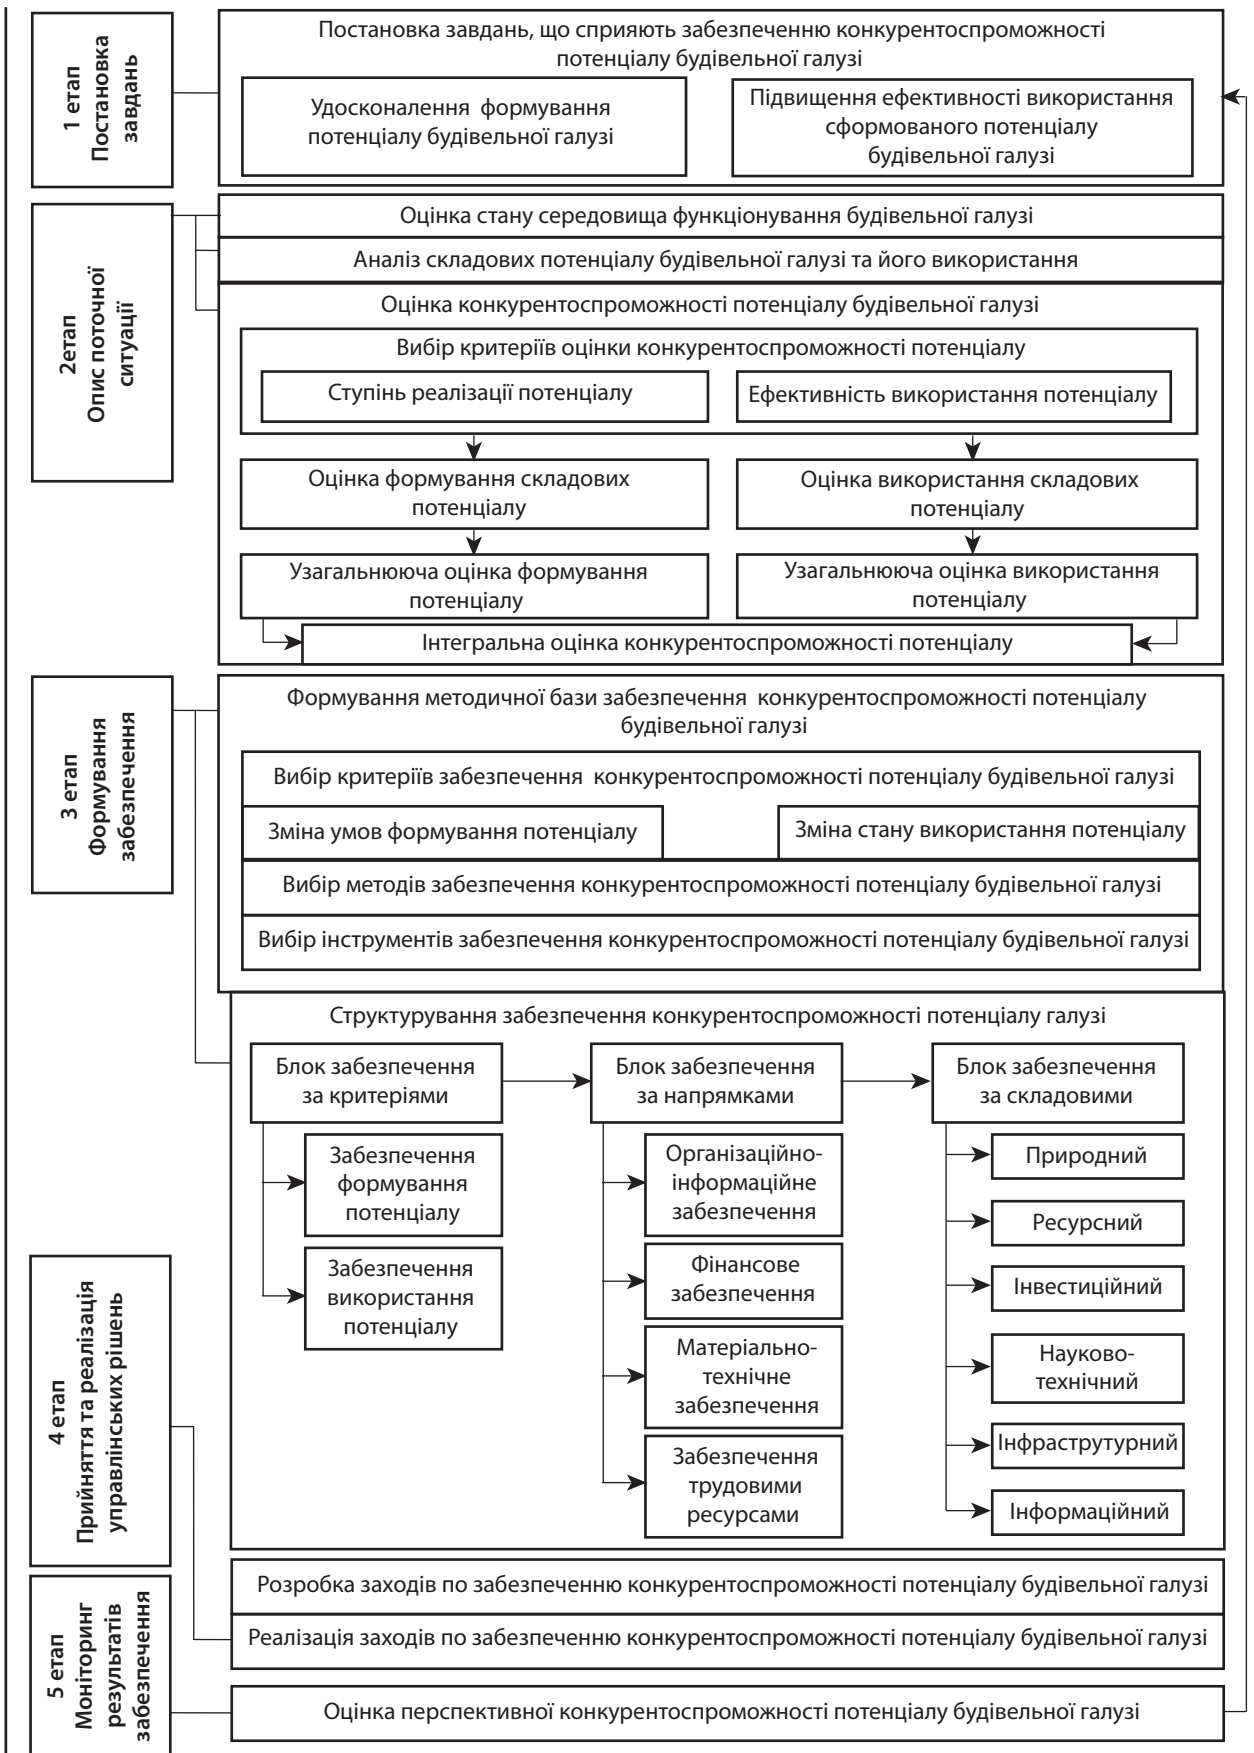 1 етап
Постановка
завдань
Постановка завдань, що сприяють забезпеченню конкурентоспроможності
потенціалу будівельної галузі
Удосконалення формування
потенціалу будівельної галузі
Підвищення ефективності використання
сформованого потенціалу
будівельної галузі
2етап
Опис поточної
ситуації
Оцінка стану середовища функціонування будівельної галузі
Аналіз складових потенціалу будівельної галузі та його використання
Оцінка конкурентоспроможності потенціалу будівельної галузі
Вибір критеріїв оцінки конкурентоспроможності потенціалу
Ступінь реалізації потенціалу
Ефективність використання потенціалу
Оцінка формування складових
потенціалу
Оцінка використання складових
потенціалу
Узагальнююча оцінка формування
потенціалу
Узагальнююча оцінка використання
потенціалу
Інтегральна оцінка конкурентоспроможності потенціалу
3 етап
Формування
забезпечення
Формування методичної бази забезпечення конкурентоспроможності потенціалу
будівельної галузі
Вибір критеріїв забезпечення конкурентоспроможності потенціалу будівельної галузі
Зміна умов формування потенціалу
Зміна стану використання потенціалу
Вибір методів забезпечення конкурентоспроможності потенціалу будівельної галузі
Вибір інструментів забезпечення конкурентоспроможності потенціалу будівельної галузі
Структурування забезпечення конкурентоспроможності потенціалу галузі
Блок забезпечення
за критеріями
Забезпечення
формування
потенціалу
Забезпечення
використання
потенціалу
Блок забезпечення
за напрямками
Організаційно-
інформаційне
забезпечення
Фінансове
забезпечення
Матеріально-
технічне
забезпечення
Забезпечення
трудовими
ресурсами
Блок забезпечення
за складовими
Природний
Ресурсний
Інвестиційний
Науково-
технічний
Інфраструтурний
Інформаційний
4 етап
Прийняття та реалізація
управлінських рішень
Розробка заходів по забезпеченню конкурентоспроможності потенціалу будівельної галузі
Реалізація заходів по забезпеченню конкурентоспроможності потенціалу будівельної галузі
5 етап
Моніторинг
результатів
забезпечення
Оцінка перспективної конкурентоспроможності потенціалу будівельної галузі